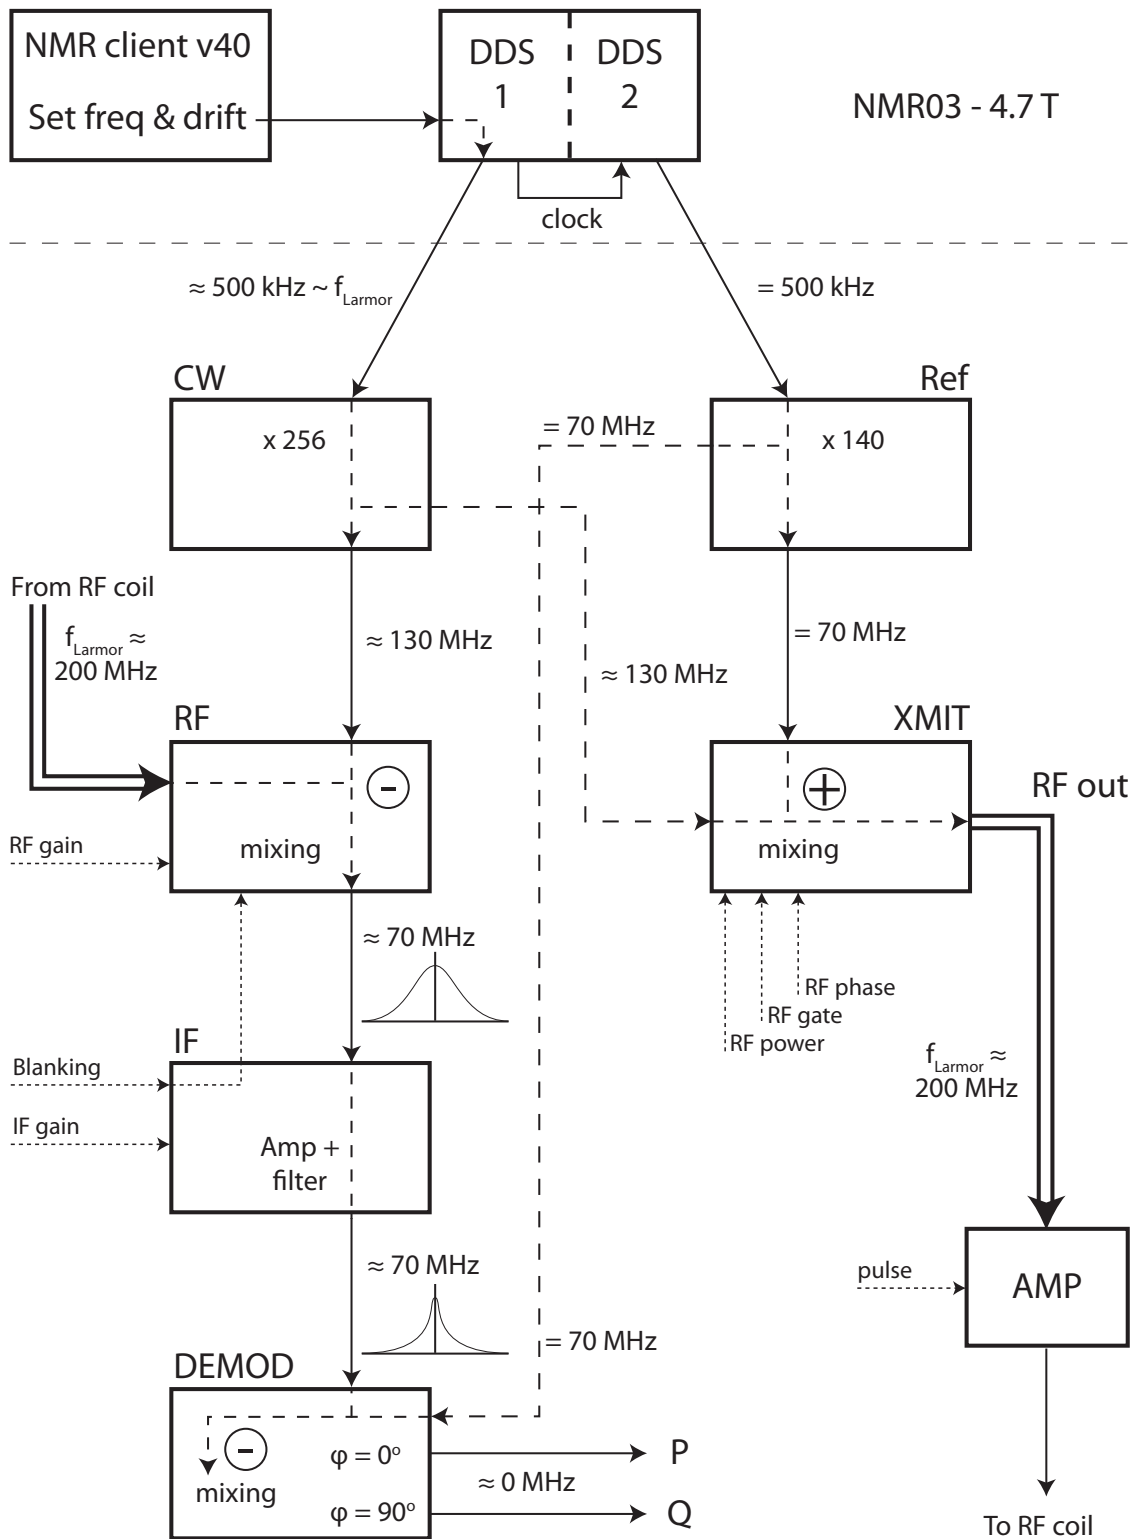 NMR client v40
Set freq & drift
DDS
1
DDS
2
NMR03 - 4.7 T
clock
≈ 500 kHz ~ fLarmor
= 500 kHz
CW
x 256
Ref
x 140
= 70 MHz
From RF coil
fLarmor ≈
200 MHz
≈ 130 MHz
= 70 MHz
≈ 130 MHz
RF
-
mixing
RF gain
XMIT
+
mixing
RF out
≈ 70 MHz
RF phase
RF gate
RF power
IF
Blanking
IF gain
Amp +
filter
fLarmor ≈
200 MHz
≈ 70 MHz
pulse
AMP
= 70 MHz
DEMOD
-
mixing
φ = 0°
φ = 90°
P
≈ 0 MHz
Q
To RF coil